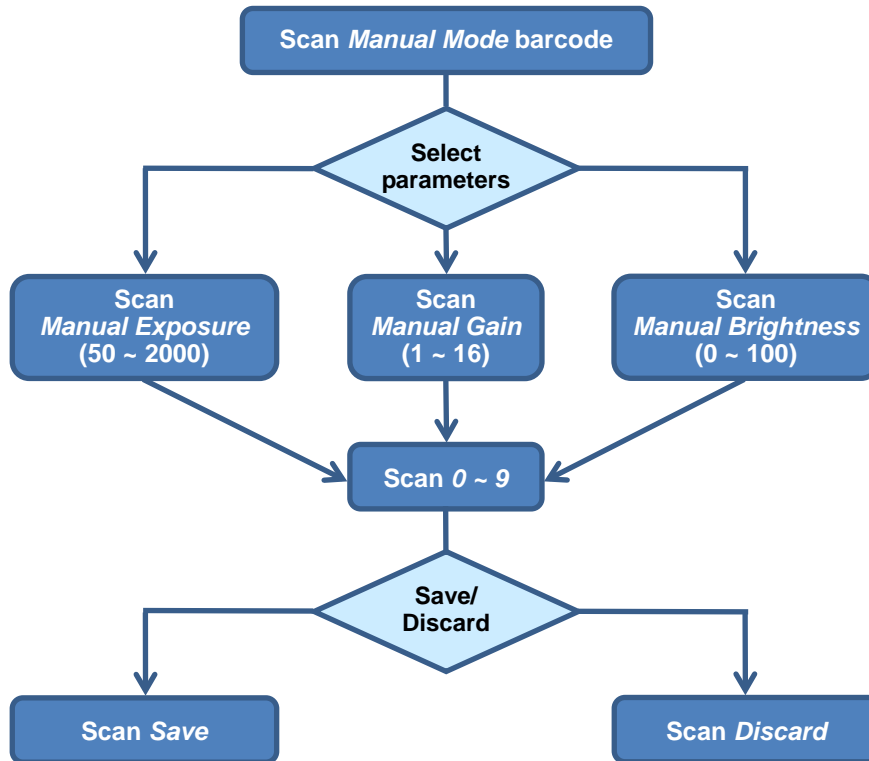 Scan Manual Mode barcode
Select
parameters
Scan
Manual Exposure
(50 ~ 2000)
Scan
Manual Gain
(1 ~ 16)
Scan
Manual Brightness
(0 ~ 100)
Scan 0 ~ 9
Save/
Discard
Scan Save
Scan Discard